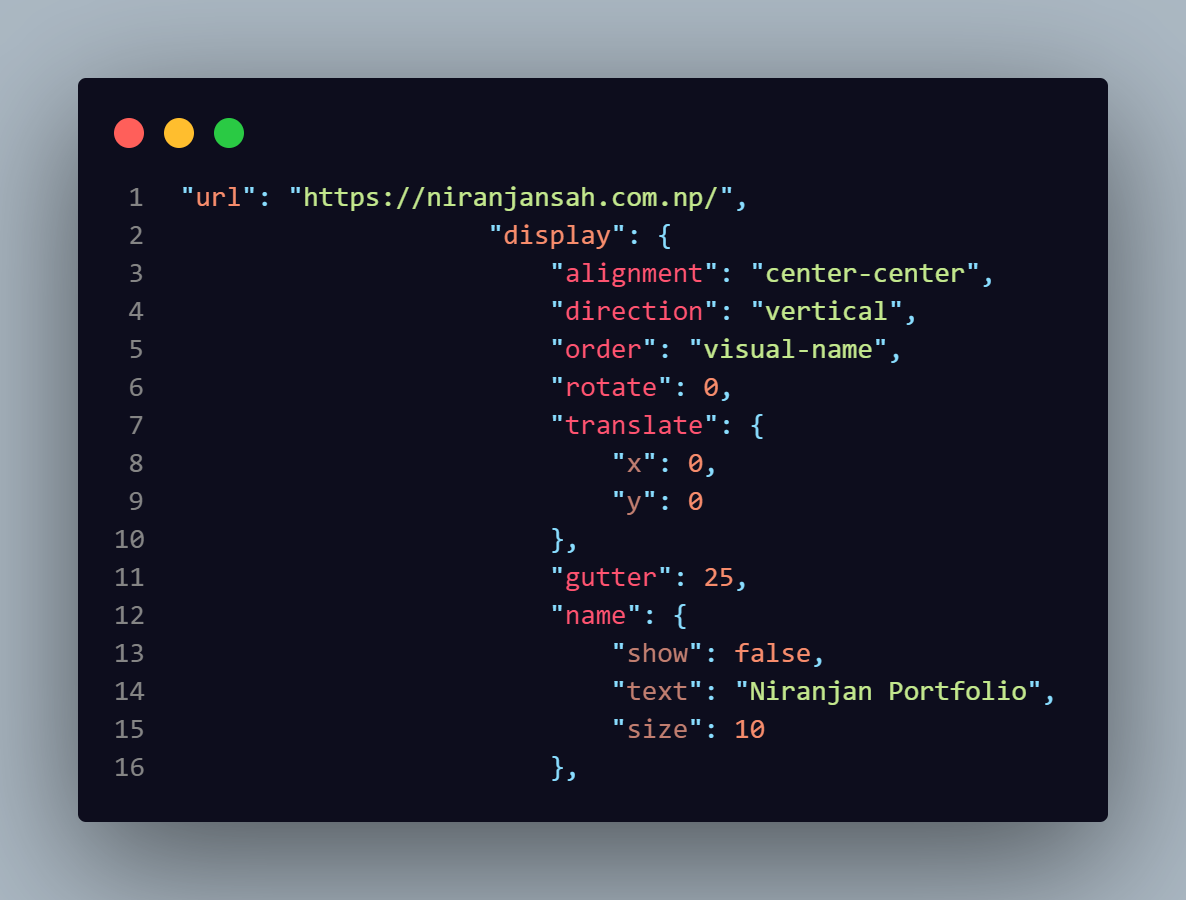 1 "url": "https://niranjansah.com.np/",
2 "display": {
3 "alignment": "center-center",
4 "direction": "vertical",
5 "order": "visual-name",
6 "rotate": 0,
7 "translate": {
8 "x": 0,
9 "y": 0
10 },
11 "gutter": 25,
12 "name": {
13 "show": false,
14 "text": "Niranjan Portfolio",
15 "size": 10
16 },